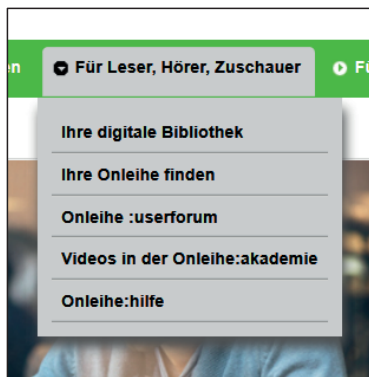 en Für Leser, Hörer, Zuschauer Fü
Ihre digitale Bibliothek
Ihre Onleihe finden
Onleihe :userforum
Videos in der Onleihe:akademie
Onleihe:hilfe